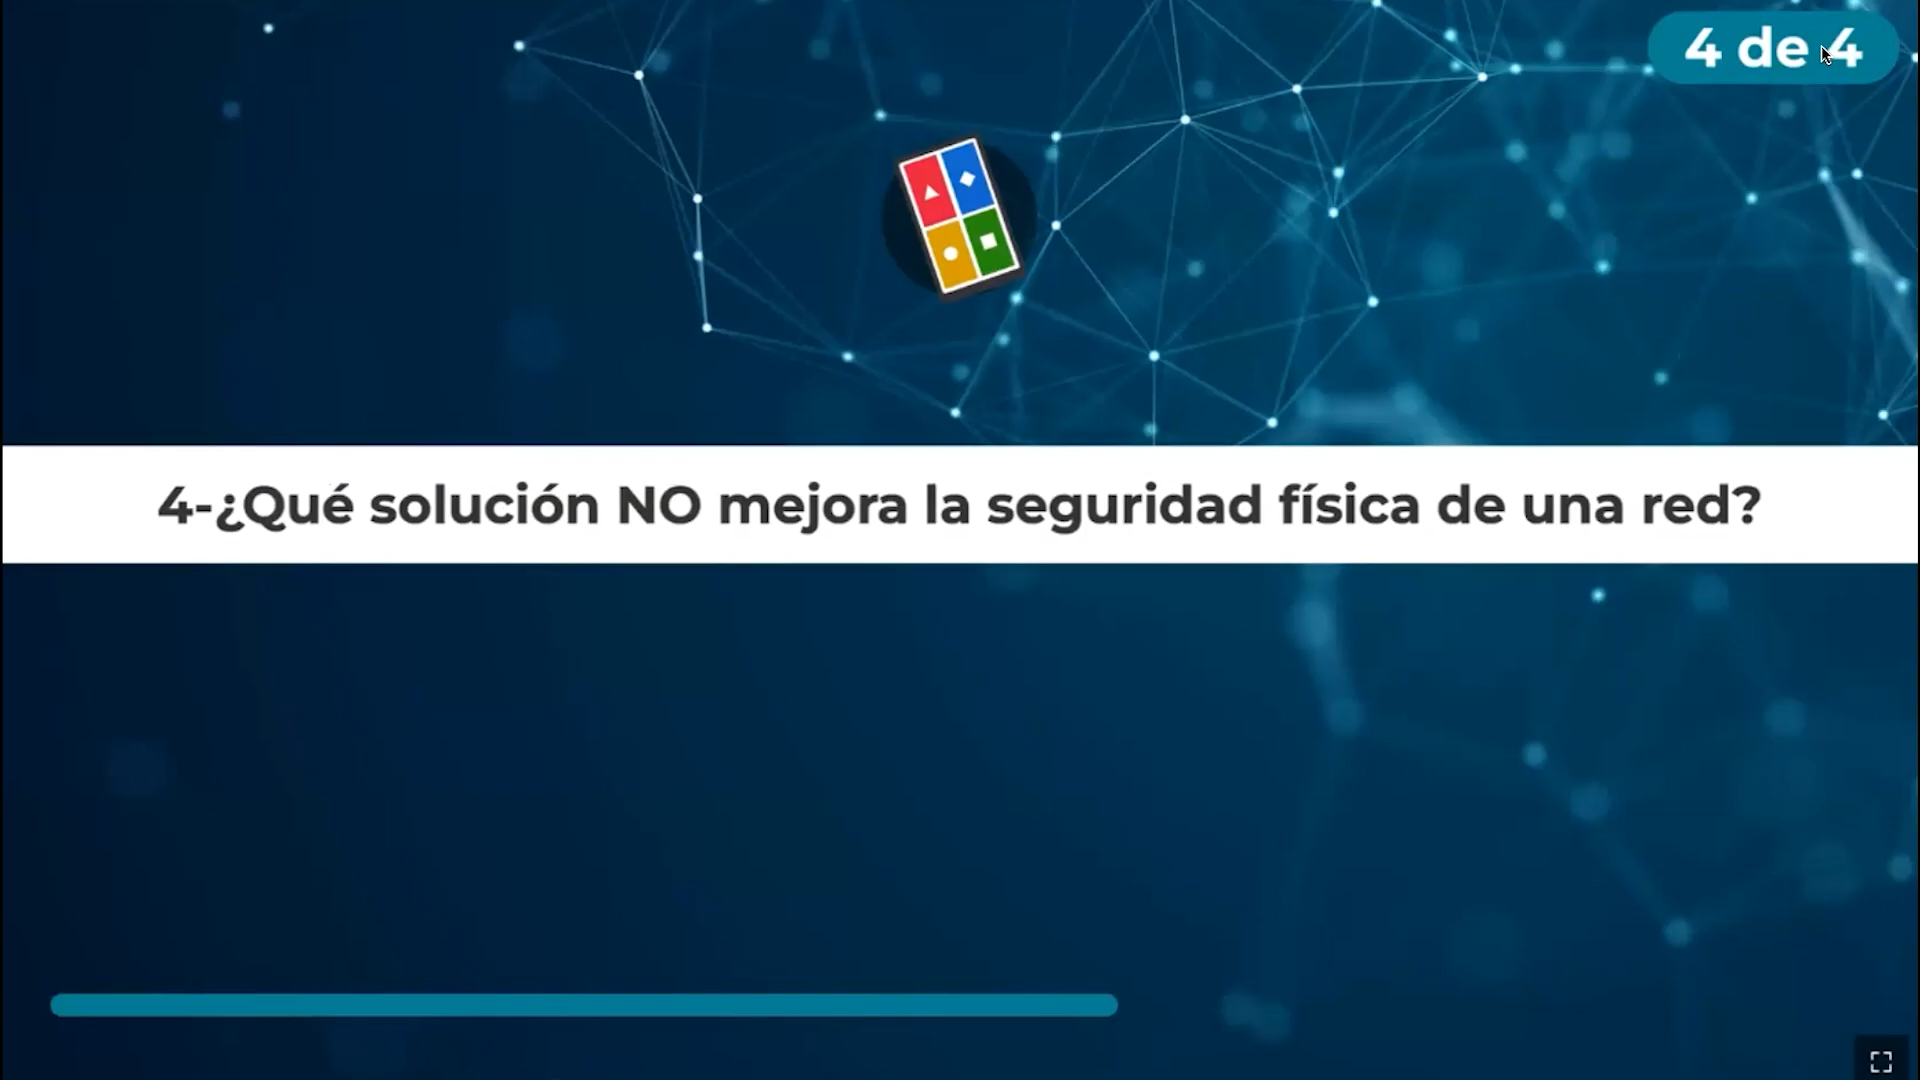 4 de 4
4-¿Qué solución NO mejora la seguridad física de una red?